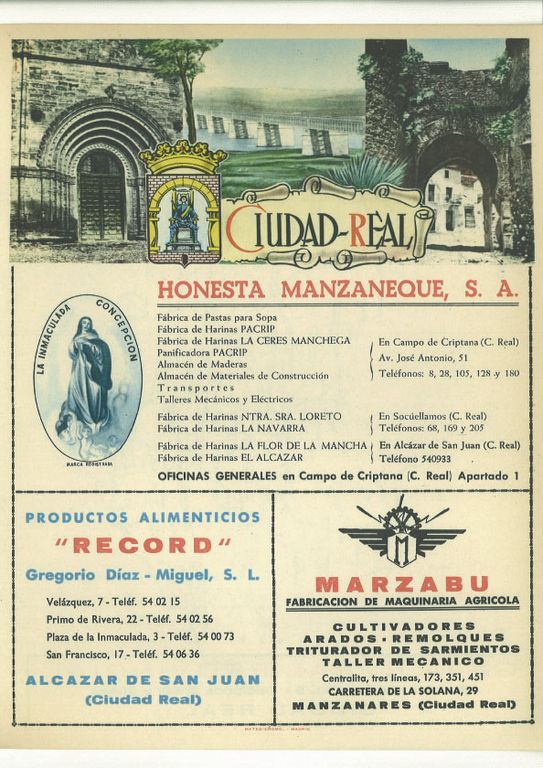 CIUDAD-REAL
HONESTA MANZANEQUE, S. A.
LA INMACULADA CONCEPCION
MARCA REGISTRADA
Fábrica de Pastas para Sopa
Fábrica de Harinas PACRIP
Fábrica de Harinas LA CERES MANCHEGA
Panificadora PACRIP
Almacén de Maderas
Almacén de Materiales de Construcción
Transportes
Talleres Mecánicos y Eléctricos
En Campo de Criptana (C. Real)
Av. José Antonio, 51
Teléfonos: 8, 28, 105, 128 y 180
Fábrica de Harinas NTRA. SRA. LORETO
Fábrica de Harinas LA NAVARRA
En Socuéllamos (C. Real)
Teléfonos: 68, 169 y 205
Fábrica de Harinas LA FLOR DE LA MANCHA
Fábrica de Harinas EL ALCAZAR
En Alcázar de San Juan (C. Real)
Teléfono 540933
OFICINAS GENERALES en Campo de Criptana (C. Real) Apartado 1
PRODUCTOS ALIMENTICIOS
"RECORD"
Gregorio Díaz - Miguel, S. L.
Velázquez, 7 - Teléf. 54 02 15
Primo de Rivera, 22 - Teléf. 54 02 56
Plaza de la Inmaculada, 3 - Teléf. 54 00 73
San Francisco, 17 - Teléf. 54 06 36
ALCAZAR DE SAN JUAN
(Ciudad Real)
M
MARZABU
FABRICACION DE MAQUINARIA AGRICOLA
CULTIVADORES
ARADOS - REMOLQUES
TRITURADOR DE SARMIENTOS
TALLER MECANICO
Centralita, tres líneas, 173, 351, 451
CARRETERA DE LA SOLANA, 29
MANZANARES (Ciudad Real)
MADRID